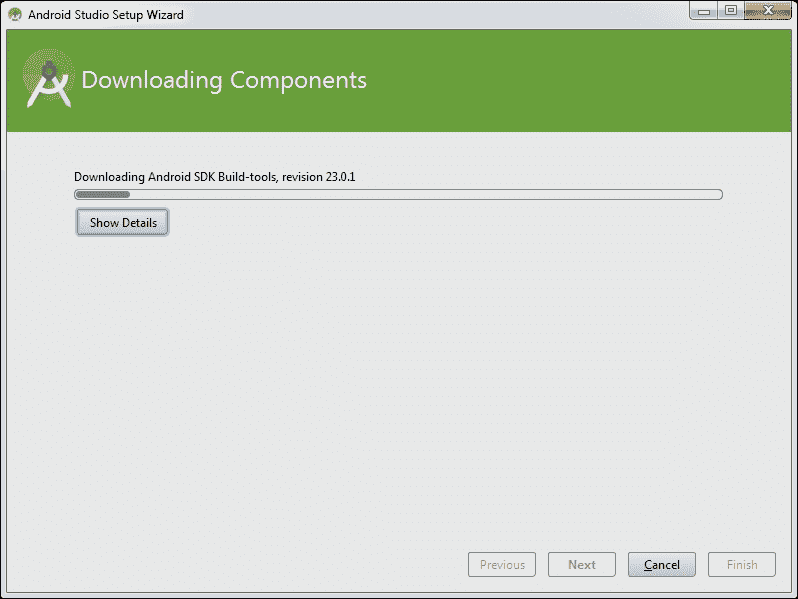 Android Studio Setup Wizard
Downloading Components
Downloading Android SDK Build-tools, revision 23.0.1
Show Details
Previous
Next
Cancel
Finish